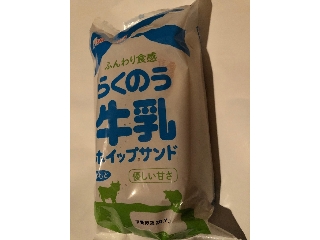 ふんわり食感
らくのう
牛乳
ホイップサンド
優しい甘さ